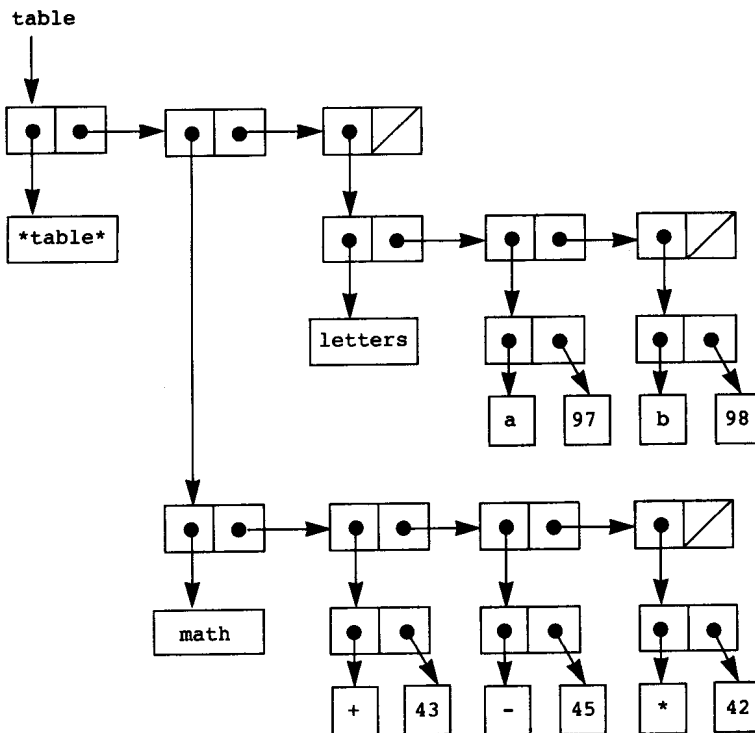 table
*table*
letters
a 97 b 98
math
+ 43 - 45 * 42